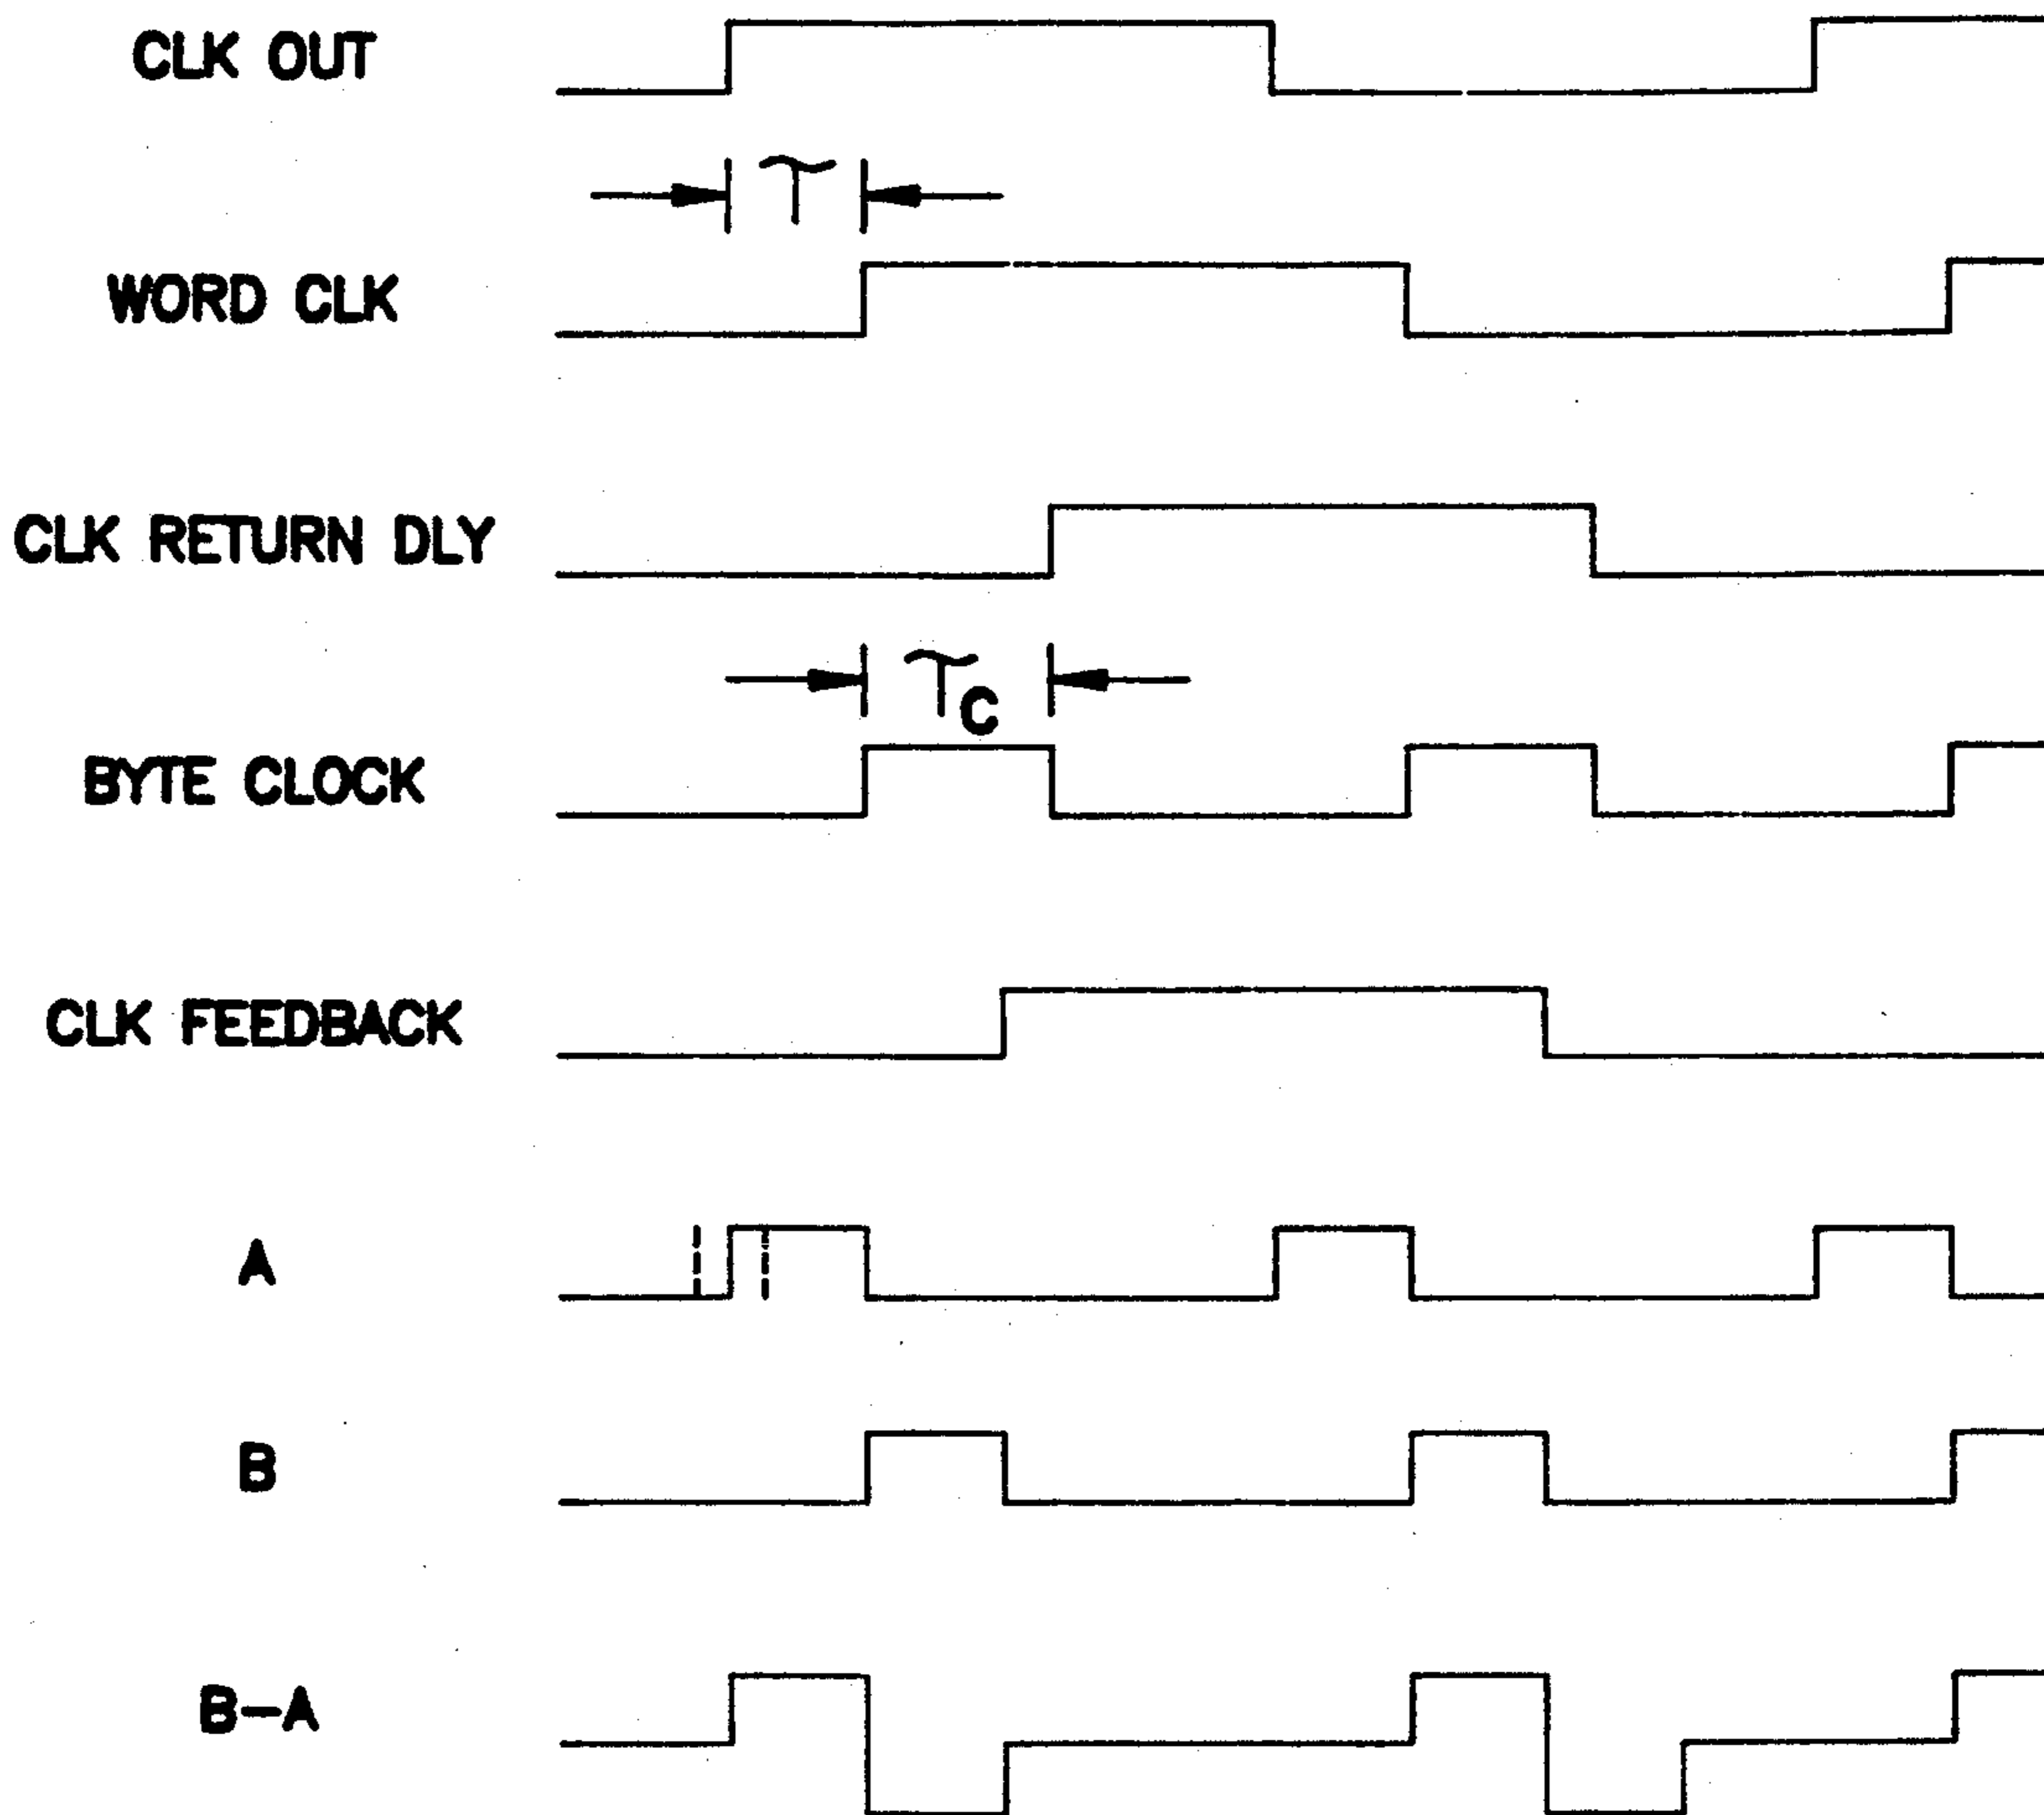 CLK OUT
τ
WORD CLK
CLK RETURN DLY
τc
BYTE CLOCK
CLK FEEDBACK
A
B
B-A